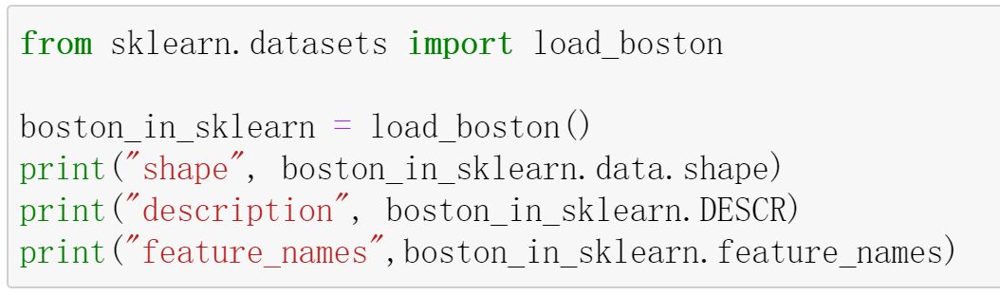 from sklearn.datasets import load_boston
boston_in_sklearn = load_boston()
print("shape", boston_in_sklearn.data.shape)
print("description", boston_in_sklearn.DESCR)
print("feature_names",boston_in_sklearn.feature_names)